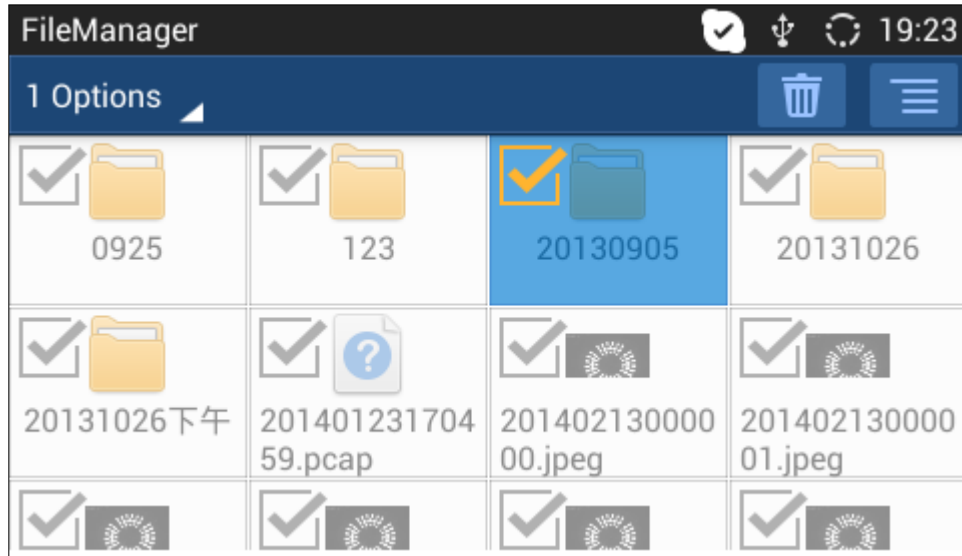 FileManager 19:23
1 Options
0925 123 20130905 20131026
20131026下午 201401231704 201402130000 201402130000
59.pcap 00.jpeg 01.jpeg